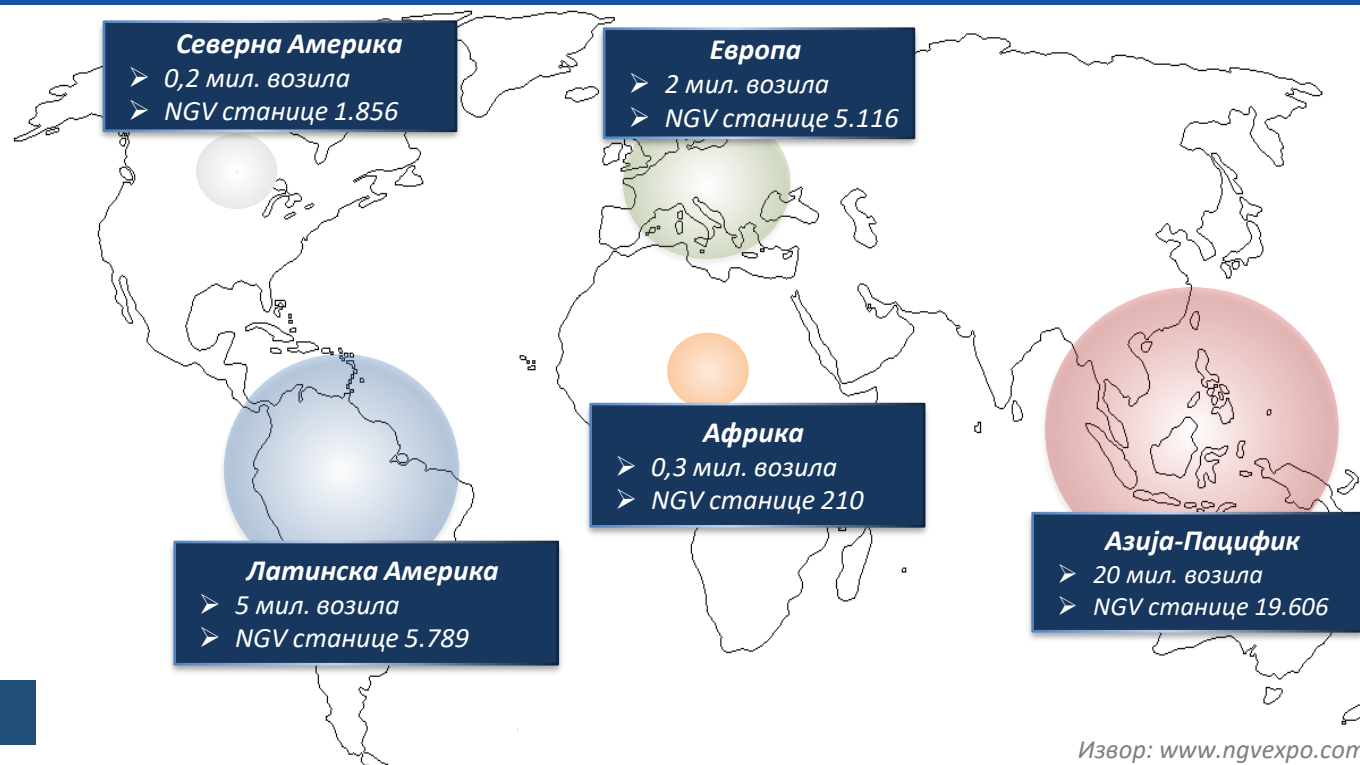 Северна Америка
➢ 0,2 мил. возила
➢ NGV станице 1.856
Европа
➢ 2 мил. возила
➢ NGV станице 5.116
Африка
➢ 0,3 мил. возила
➢ NGV станице 210
Латинска Америка
➢ 5 мил. возила
➢ NGV станице 5.789
Азија-Пацифик
➢ 20 мил. возила
➢ NGV станице 19.606
Извор: www.ngvexpo.com